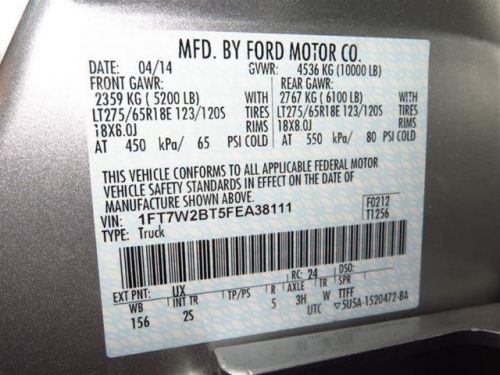 MFD. BY FORD MOTOR CO.
DATE: 04/14 GVWR: 4536 KG (10000 LB)
FRONT GAWR: REAR GAWR:
2359 KG ( 5200 LB) WITH 2767 KG ( 6100 LB) WITH
LT275/65R18E 123/120S TIRES LT275/65R18E 123/120S TIRES
18X8.0J RIMS 18X8.0J RIMS
AT 450 kPa/ 65 PSI COLD AT 550 kPa/ 80 PSI COLD
THIS VEHICLE CONFORMS TO ALL APPLICABLE FEDERAL MOTOR
VEHICLE SAFETY STANDARDS IN EFFECT ON THE DATE OF
MANUFACTURE SHOWN ABOVE.
VIN: 1FT7W2BT5FEA38111 F0212
TYPE: Truck T1256
EXT PNT: UX RC: 24 DSO:
WB INT TR TP/PS R AXLE TR SPR
156 2S 5 3H W TTFF
UTC ▽5U5A-1520472-BA